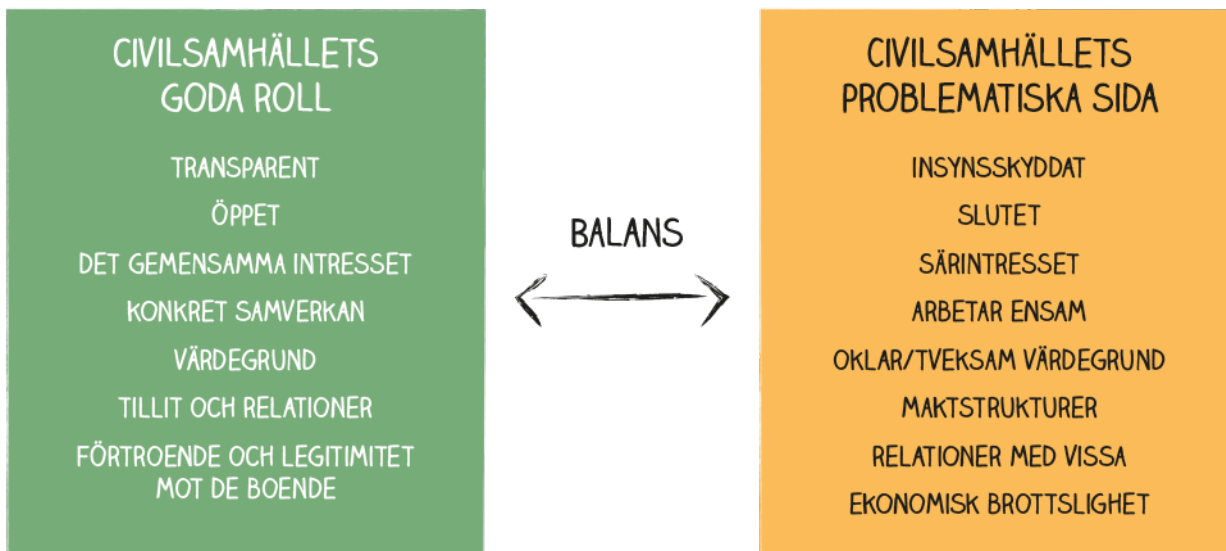 CIVILSAMHÄLLETS
GODA ROLL
TRANSPARENT
ÖPPET
DET GEMENSAMMA INTRESSET
KONKRET SAMVERKAN
VÄRDEGRUND
TILLIT OCH RELATIONER
FÖRTROENDE OCH LEGITIMITET
MOT DE BOENDE
BALANS
CIVILSAMHÄLLETS
PROBLEMATISKA SIDA
INSYNSSKYDDAT
SLUTET
SÄRINTRESSET
ARBETAR ENSAM
OKLAR/TVEKSAM VÄRDEGRUND
MAKTSTRUKTURER
RELATIONER MED VISSA
EKONOMISK BROTTSLIGHET